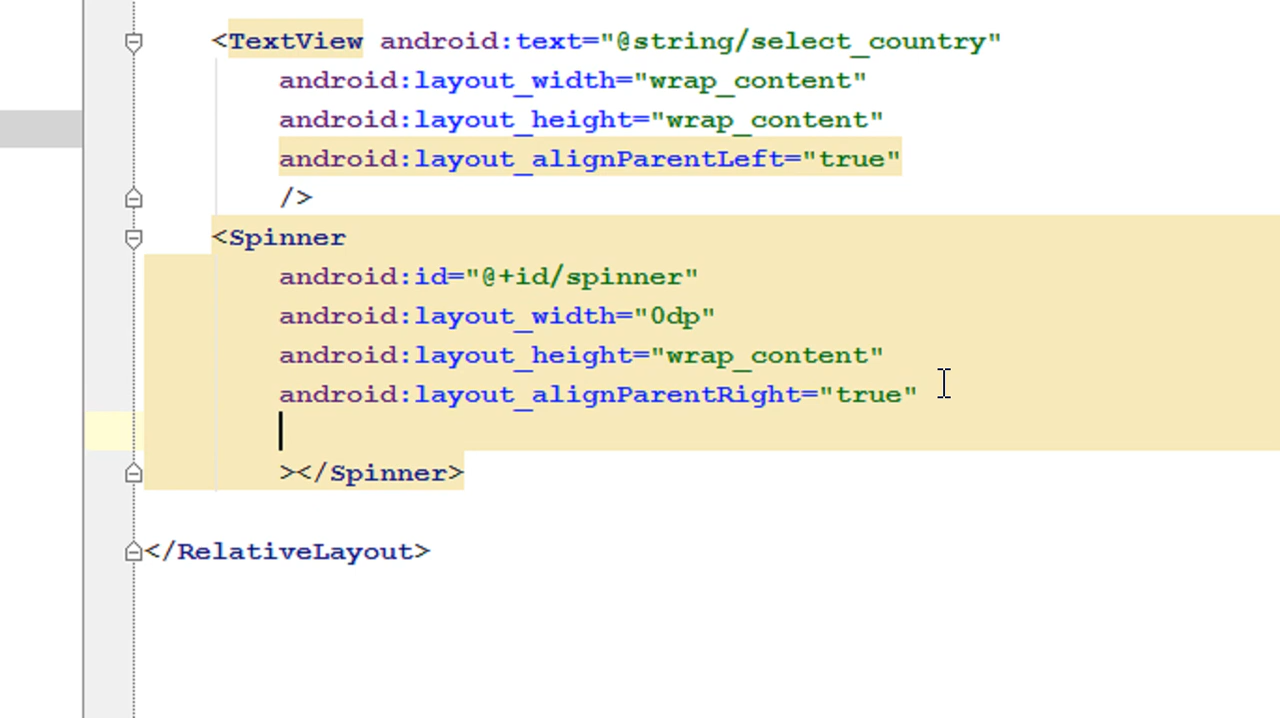 <TextView android:text="@string/select_country"
android:layout_width="wrap_content"
android:layout_height="wrap_content"
android:layout_alignParentLeft="true"
/>
<Spinner
android:id="@+id/spinner"
android:layout_width="0dp"
android:layout_height="wrap_content"
android:layout_alignParentRight="true"
></Spinner>
</RelativeLayout>